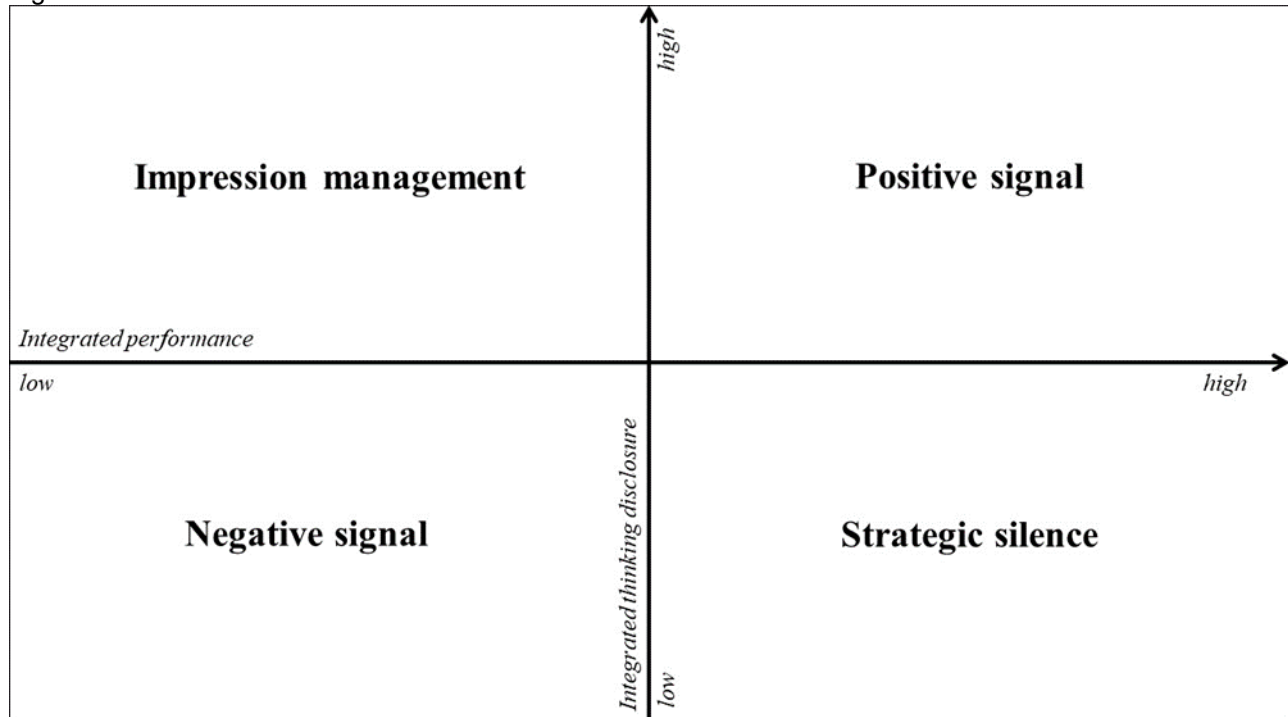 high
Impression management
Positive signal
Integrated performance
low
high
Integrated thinking disclosure
Negative signal
Strategic silence
low